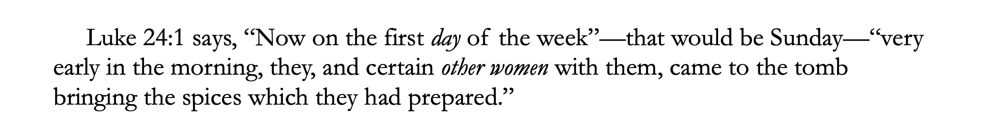 Luke 24:1 says, “Now on the first day of the week”—that would be Sunday—“very
early in the morning, they, and certain other women with them, came to the tomb
bringing the spices which they had prepared.”